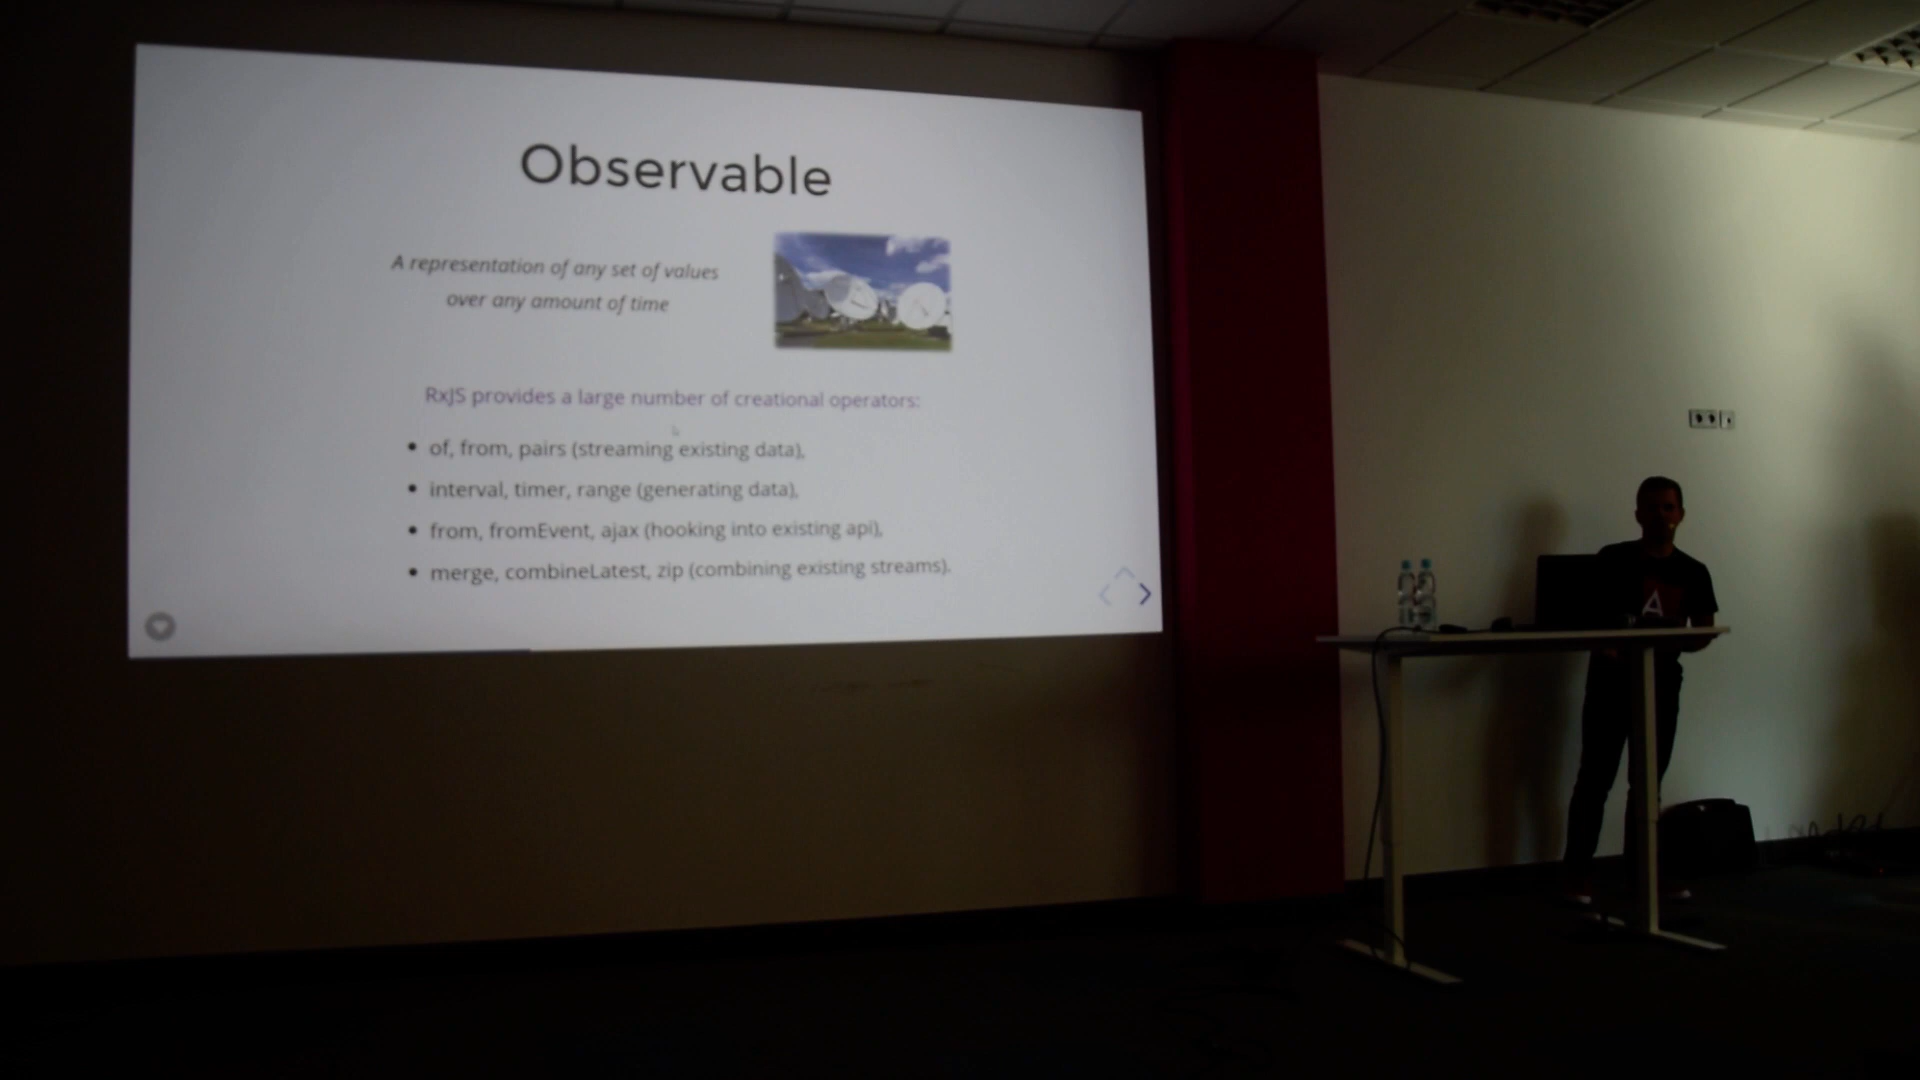 Observable
A representation of any set of values
over any amount of time
RxJS provides a large number of creational operators:
• of, from, pairs (streaming existing data),
• interval, timer, range (generating data),
• from, fromEvent, ajax (hooking into existing api),
• merge, combineLatest, zip (combining existing streams).
A